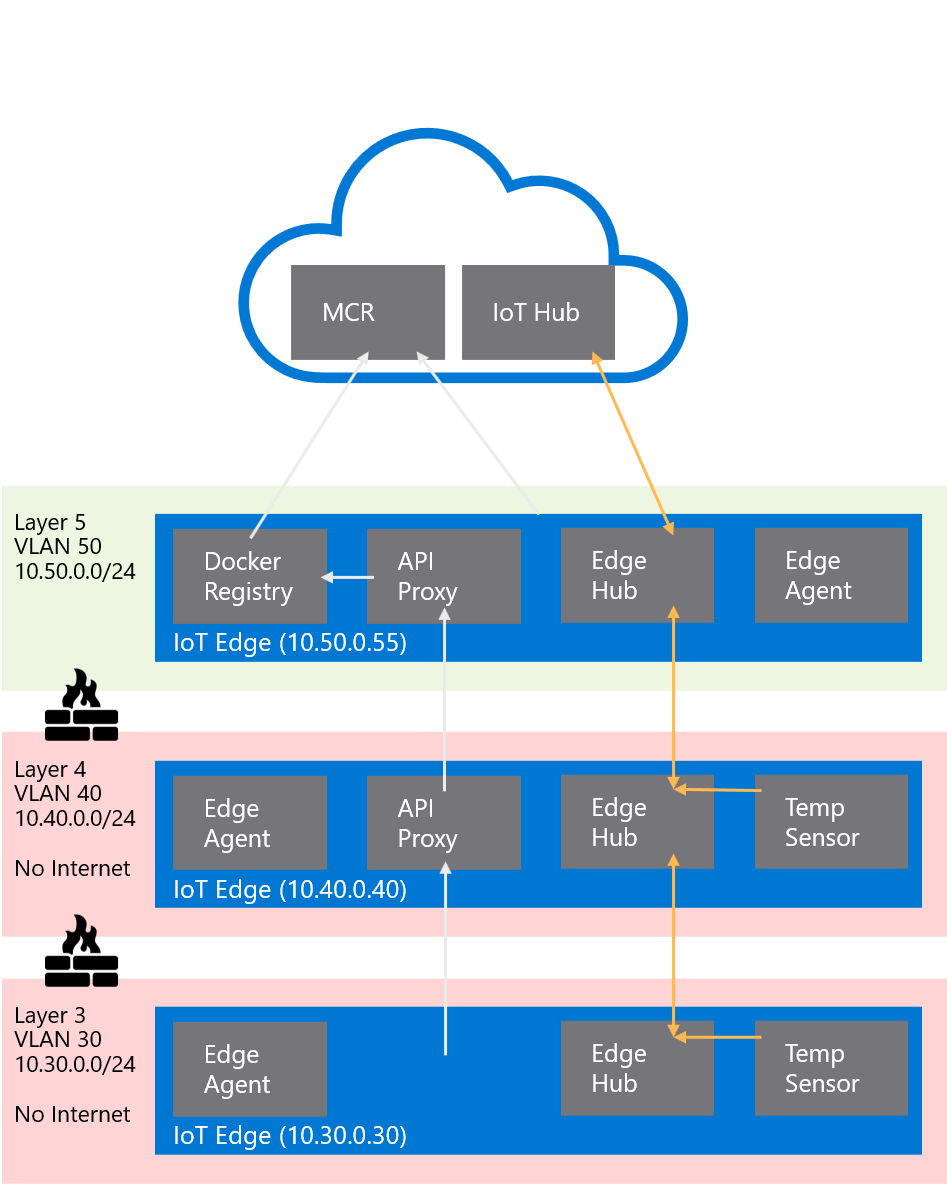 MCR
IoT Hub
Layer 5
VLAN 50
10.50.0.0/24
Docker
Registry
API
Proxy
Edge
Hub
Edge
Agent
IoT Edge (10.50.0.55)
Layer 4
VLAN 40
10.40.0.0/24
No Internet
Edge
Agent
API
Proxy
Edge
Hub
Temp
Sensor
IoT Edge (10.40.0.40)
Layer 3
VLAN 30
10.30.0.0/24
No Internet
Edge
Agent
Edge
Hub
Temp
Sensor
IoT Edge (10.30.0.30)